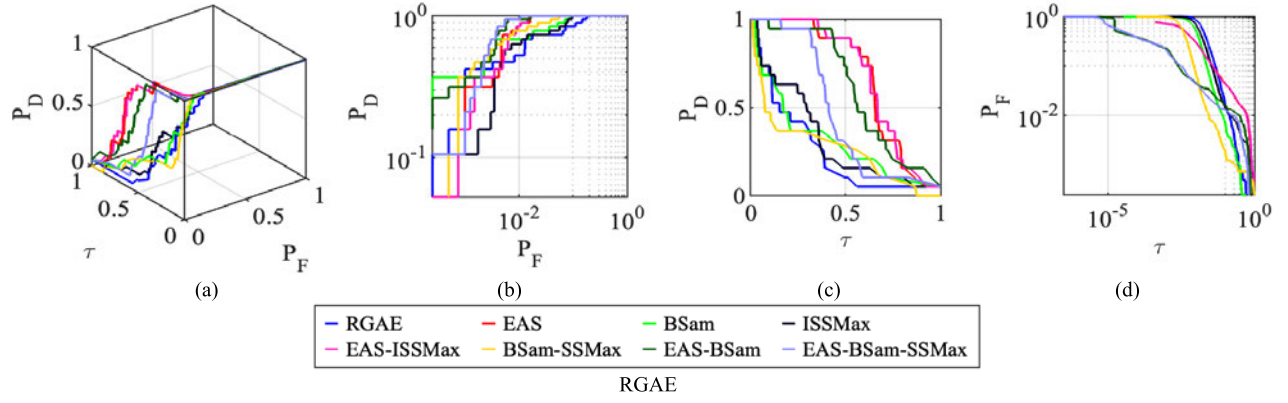 1
0.5
0
1
0.5
0
0
0.5
1
P_D
τ
P_F
(a)
10^0
10^-1
10^-2
10^0
P_D
P_F
(b)
1
0.5
0
0
0.5
1
P_D
τ
(c)
10^0
10^-2
10^-5
10^0
P_F
τ
(d)
RGAE EAS BSam ISSMax
EAS-ISSMax BSam-SSMax EAS-BSam EAS-BSam-SSMax
RGAE